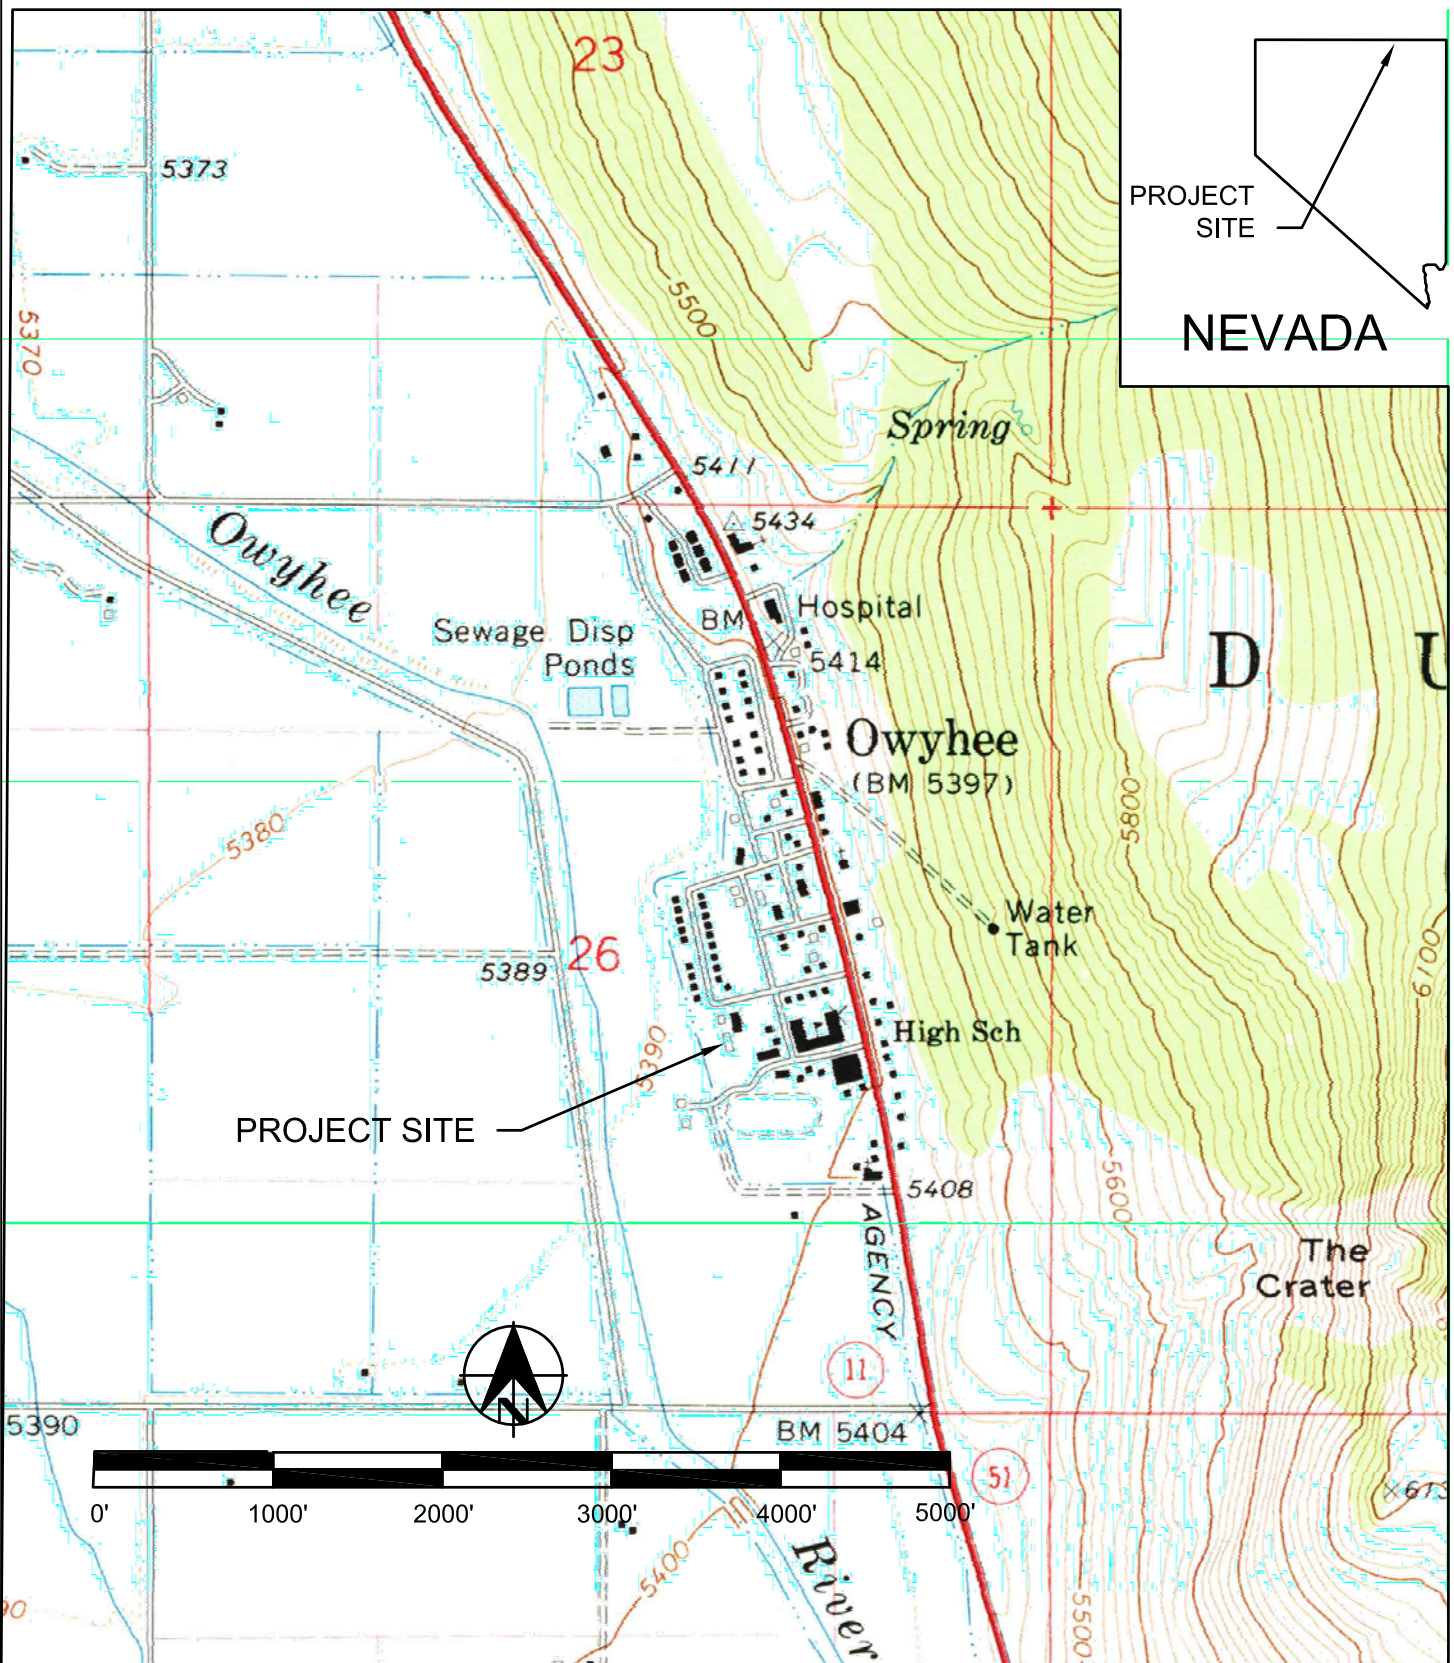 23
PROJECT
SITE
NEVADA
5373
5370
5500
Spring
5411
5434
Owyhee
Hospital
BM
Sewage Disp
Ponds
5414
D
U
Owyhee
(BM 5397)
5380
5800
Water
Tank
6100
26
5389
High Sch
5390
PROJECT SITE
5600
5408
AGENCY
The
Crater
11
N
5390
BM 5404
51
0'
1000'
2000'
3000'
4000'
5000'
5400
River
5500